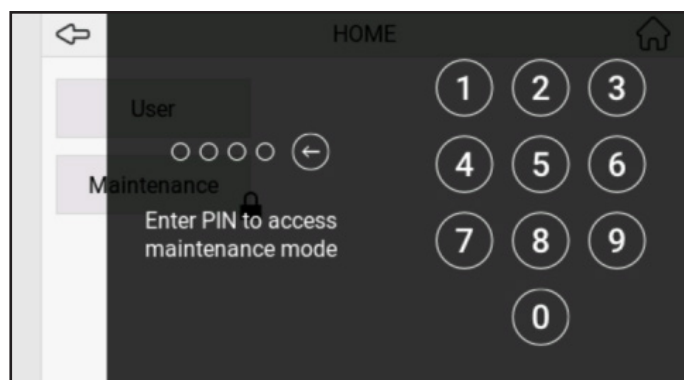 HOME
User
Maintenance
Enter PIN to access
maintenance mode
1 2 3
4 5 6
7 8 9
0